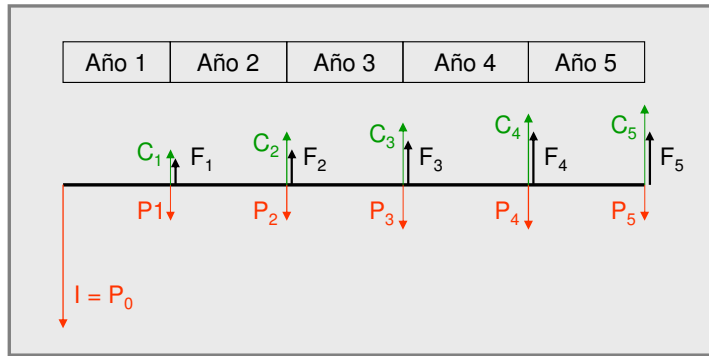 Año 1 Año 2 Año 3 Año 4 Año 5
C₁ F₁ C₂ F₂ C₃ F₃ C₄ F₄ C₅ F₅
P1 P₂ P₃ P₄ P₅
I = P₀